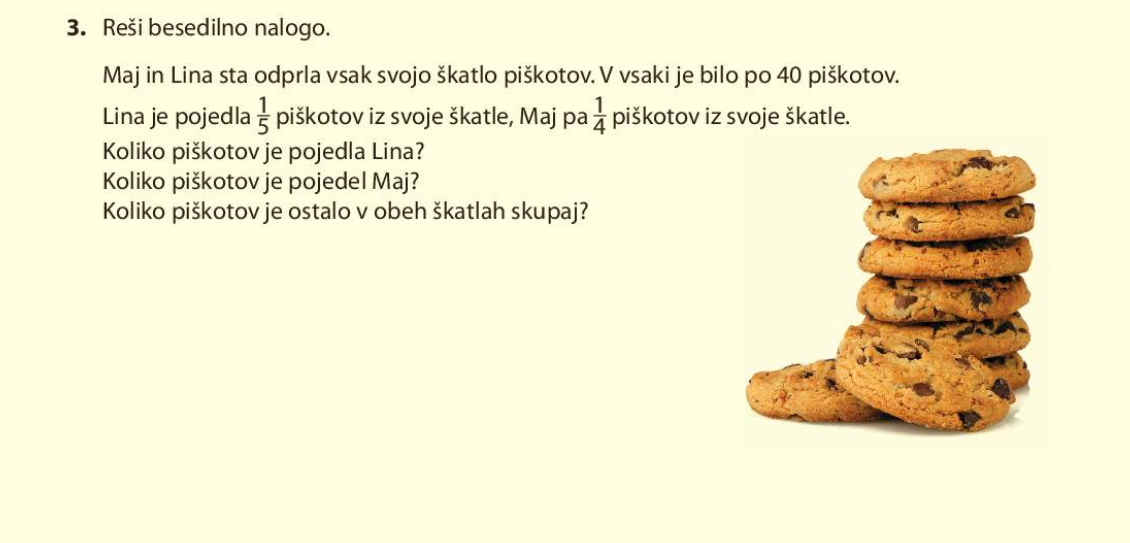 3. Reši besedilno nalogo.
Maj in Lina sta odprla vsak svojo škatlo piškotov. V vsaki je bilo po 40 piškotov.
Lina je pojedla 1/5 piškotov iz svoje škatle, Maj pa 1/4 piškotov iz svoje škatle.
Koliko piškotov je pojedla Lina?
Koliko piškotov je pojedel Maj?
Koliko piškotov je ostalo v obeh škatlah skupaj?